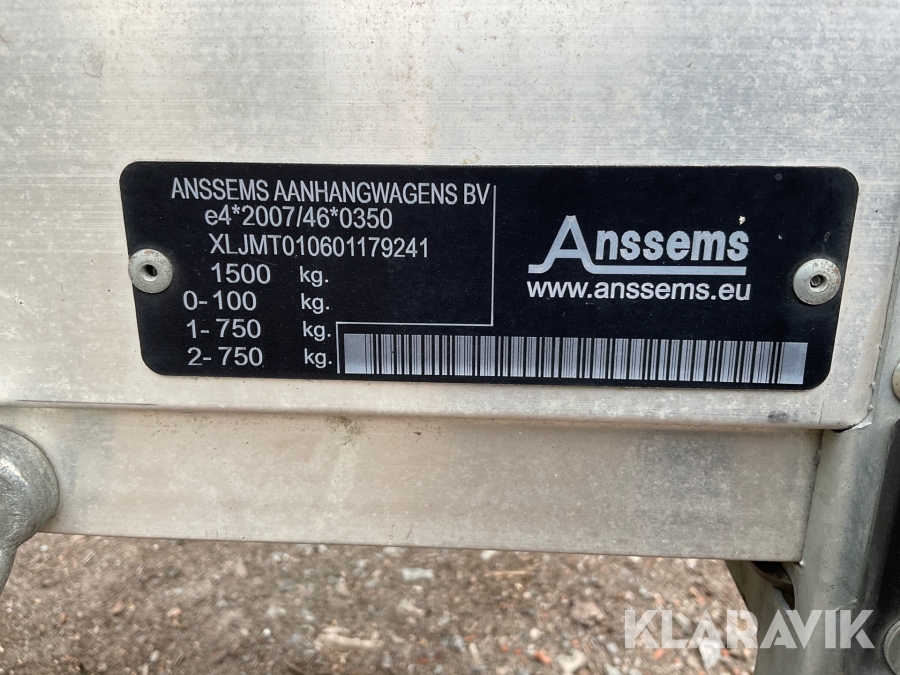 ANSSEMS AANHANGWAGENS BV
e4*2007/46*0350
XLJMT010601179241
1500 kg.
0-100 kg.
1-750 kg.
2-750 kg.
Anssems
www.anssems.eu
KLARAVIK